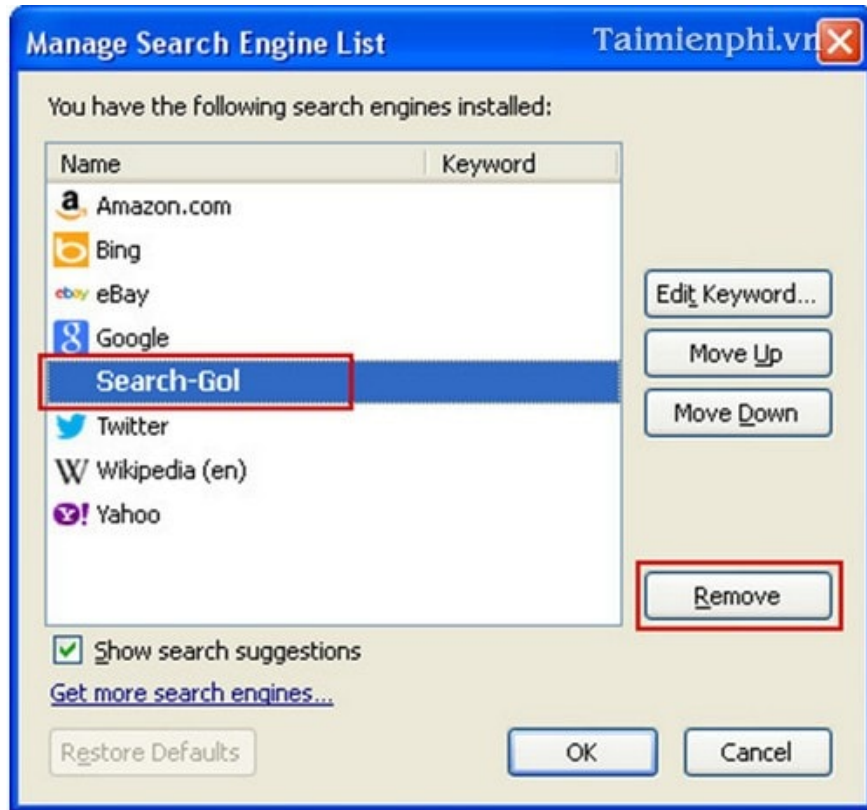 Manage Search Engine List
Taimienphi.vn
You have the following search engines installed:
Name Keyword
Amazon.com
Bing
ebay eBay
Google
Search-Gol
Twitter
Wikipedia (en)
Yahoo
Edit Keyword...
Move Up
Move Down
Remove
Show search suggestions
Get more search engines...
Restore Defaults
OK
Cancel